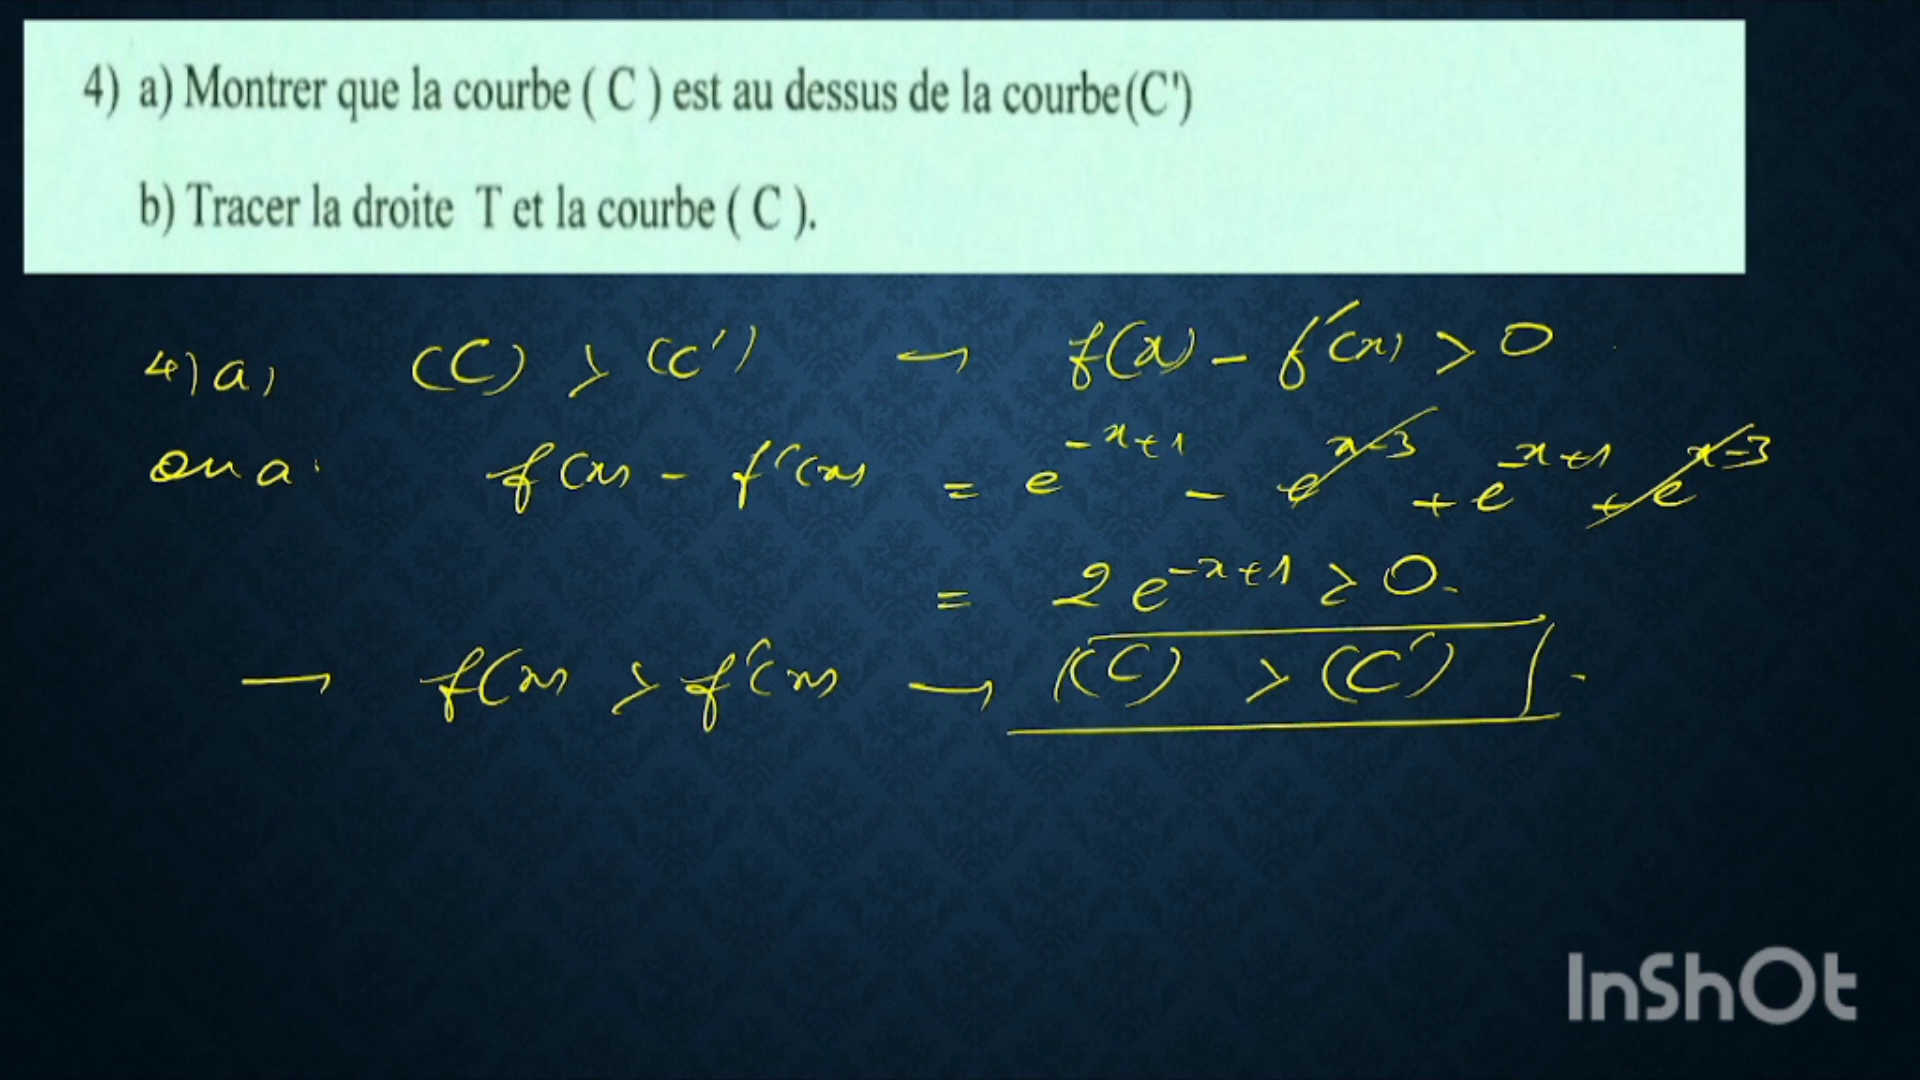 4) a) Montrer que la courbe ( C ) est au dessus de la courbe (C')
b) Tracer la droite T et la courbe ( C ).
4) a) (C) > (C') → f(x) - f'(x) > 0
on a: f(x) - f'(x) = e^{-x+1} - e^{x-3} + e^{-x+1} + e^{x-3}
= 2 e^{-x+1} > 0.
→ f(x) > f'(x) → (C) > (C').
InShOt